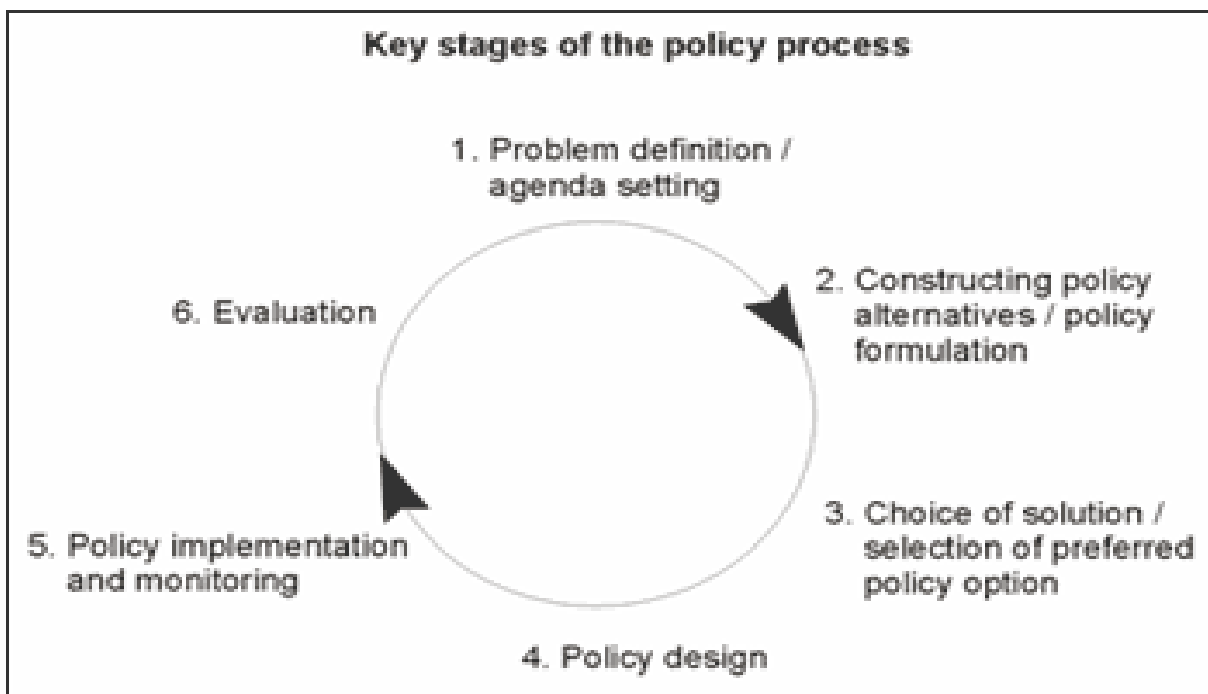 Key stages of the policy process
1. Problem definition /
agenda setting
2. Constructing policy
alternatives / policy
formulation
3. Choice of solution /
selection of preferred
policy option
4. Policy design
5. Policy implementation
and monitoring
6. Evaluation